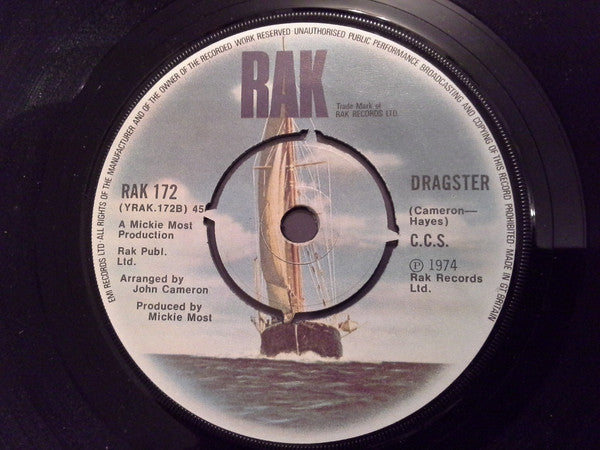 EMI RECORDS LTD ALL RIGHTS OF THE MANUFACTURER AND OF THE OWNER OF THE RECORDED WORK RESERVED · UNAUTHORISED PUBLIC PERFORMANCE BROADCASTING AND COPYING OF THIS RECORD PROHIBITED · MADE IN GT BRITAIN
RAK
Trade Mark of
RAK RECORDS LTD.
RAK 172
(YRAK.172B) 45
A Mickie Most
Production
Rak Publ.
Ltd.
Arranged by
John Cameron
Produced by
Mickie Most
DRAGSTER
(Cameron—
Hayes)
C.C.S.
Ⓟ 1974
Rak Records
Ltd.